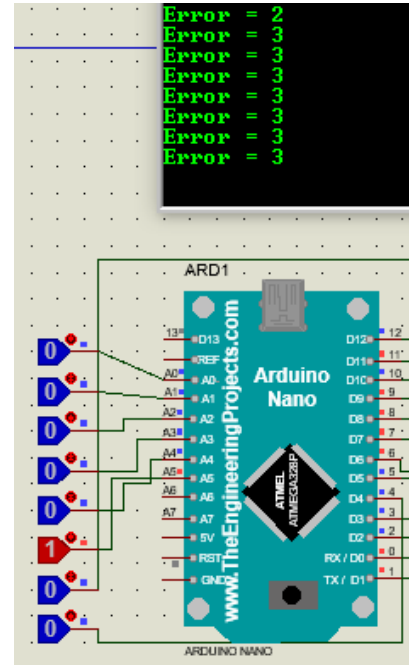 Error = 2
Error = 3
Error = 3
Error = 3
Error = 3
Error = 3
Error = 3
Error = 3
ARD1
www.TheEngineeringProjects.com
Arduino
Nano
ATMEL
ATMEGA328P
13
D13
REF
A0
A0
A1
A1
A2
A2
A3
A3
A4
A4
A5
A5
A6
A6
A7
A7
5V
RST
GND
D12
12
D11
11
D10
10
D9
9
D8
8
D7
7
D6
6
D5
5
D4
4
D3
3
D2
2
RX / D0
0
TX / D1
1
0
0
0
0
0
1
0
0
ARDUINO NANO